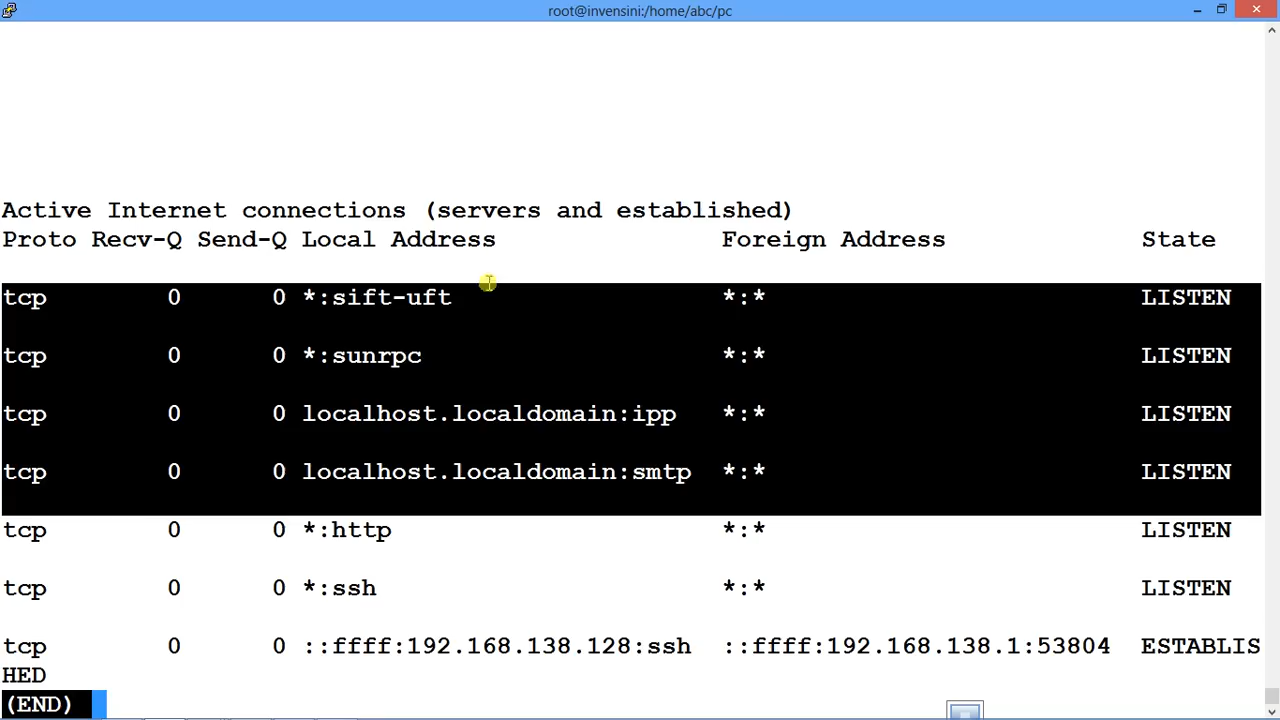 root@invensini:/home/abc/pc
Active Internet connections (servers and established)
Proto Recv-Q Send-Q Local Address Foreign Address State
tcp 0 0 *:sift-uft *:* LISTEN
tcp 0 0 *:sunrpc *:* LISTEN
tcp 0 0 localhost.localdomain:ipp *:* LISTEN
tcp 0 0 localhost.localdomain:smtp *:* LISTEN
tcp 0 0 *:http *:* LISTEN
tcp 0 0 *:ssh *:* LISTEN
tcp 0 0 ::ffff:192.168.138.128:ssh ::ffff:192.168.138.1:53804 ESTABLIS
HED
(END)